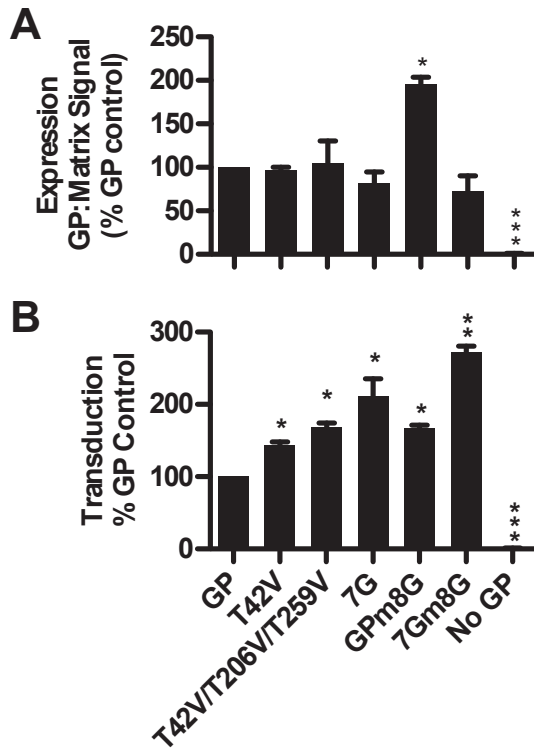 A
Expression
GP:Matrix Signal
(% GP control)
250
200
150
100
50
0
*
***
B
Transduction
% GP Control
300
200
100
0
*
*
*
*
**
***
GP
T42V
T42V/T206V/T259V
7G
GPm8G
7Gm8G
No GP